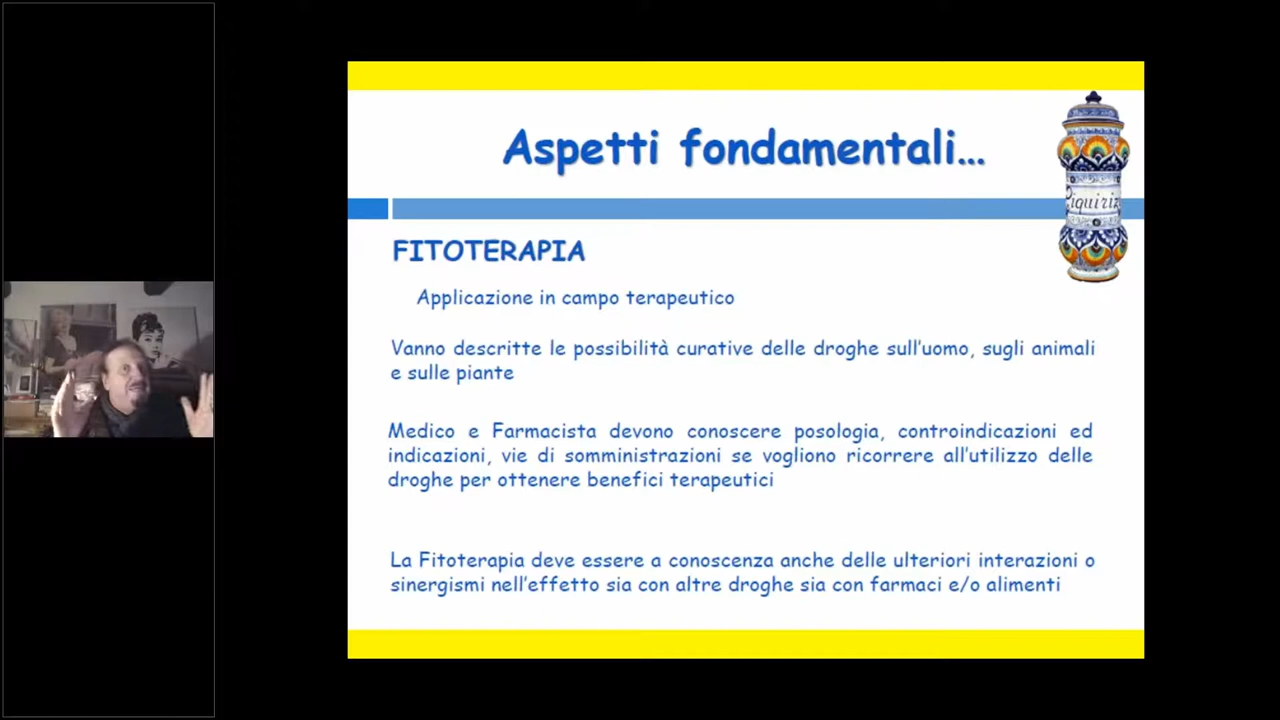 Aspetti fondamentali...
iquiriz
FITOTERAPIA
Applicazione in campo terapeutico
Vanno descritte le possibilità curative delle droghe sull'uomo, sugli animali
e sulle piante
Medico e Farmacista devono conoscere posologia, controindicazioni ed
indicazioni, vie di somministrazioni se vogliono ricorrere all'utilizzo delle
droghe per ottenere benefici terapeutici
La Fitoterapia deve essere a conoscenza anche delle ulteriori interazioni o
sinergismi nell'effetto sia con altre droghe sia con farmaci e/o alimenti